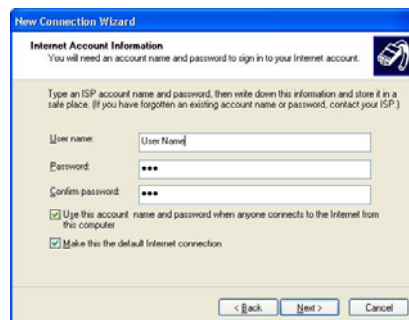 New Connection Wizard
Internet Account Information
You will need an account name and password to sign in to your Internet account.
Type an ISP account name and password, then write down this information and store it in a
safe place. (If you have forgotten an existing account name or password, contact your ISP.)
User name:
User Name
Password:
•••
Confirm password:
•••
Use this account name and password when anyone connects to the Internet from
this computer
Make this the default Internet connection
< Back
Next >
Cancel